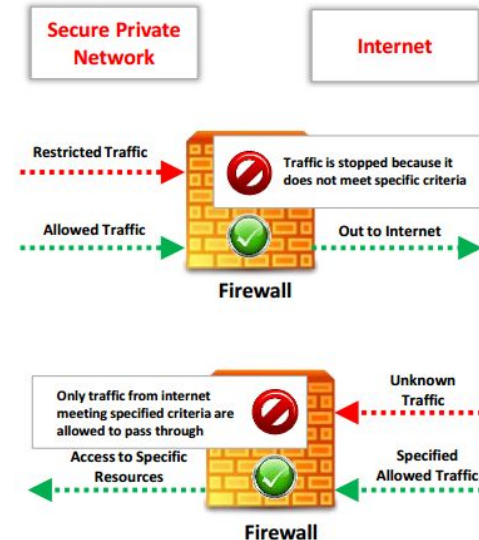 Secure Private
Network
Internet
Restricted Traffic
Traffic is stopped because it
does not meet specific criteria
Allowed Traffic
Out to Internet
Firewall
Only traffic from internet
meeting specified criteria are
allowed to pass through
Unknown
Traffic
Access to Specific
Resources
Specified
Allowed Traffic
Firewall